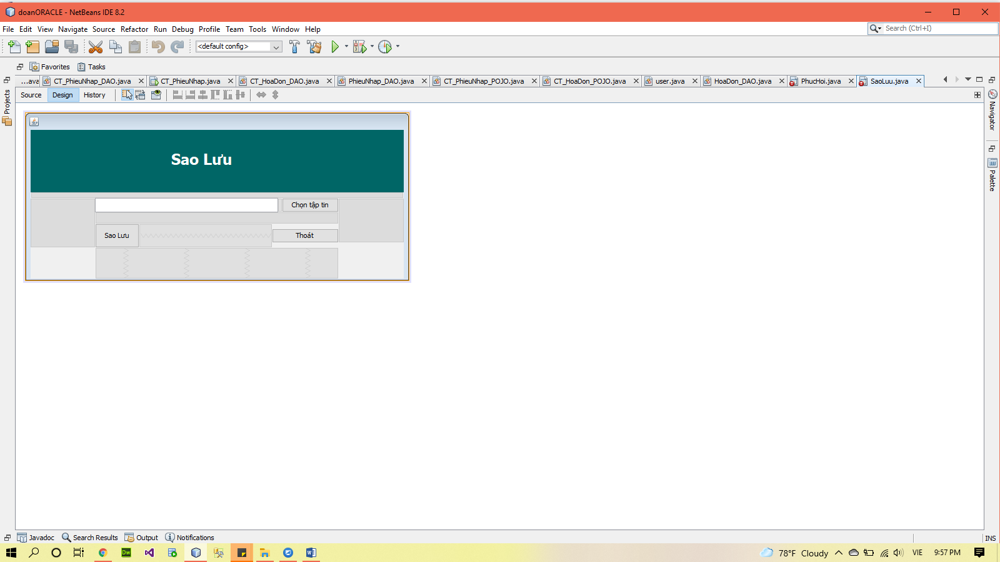 doanORACLE - NetBeans IDE 8.2
File Edit View Navigate Source Refactor Run Debug Profile Team Tools Window Help
Search (Ctrl+I)
<default config>
Favorites Tasks
...ava CT_PhieuNhap_DAO.java CT_PhieuNhap.java CT_HoaDon_DAO.java PhieuNhap_DAO.java CT_PhieuNhap_POJO.java CT_HoaDon_POJO.java user.java HoaDon_DAO.java PhucHoi.java SaoLuu.java
Source Design History
Projects
Navigator
Palette
Sao Lưu
Chọn tập tin
Sao Lưu Thoát
Javadoc Search Results Output Notifications
INS
Dw
78°F Cloudy VIE 9:57 PM